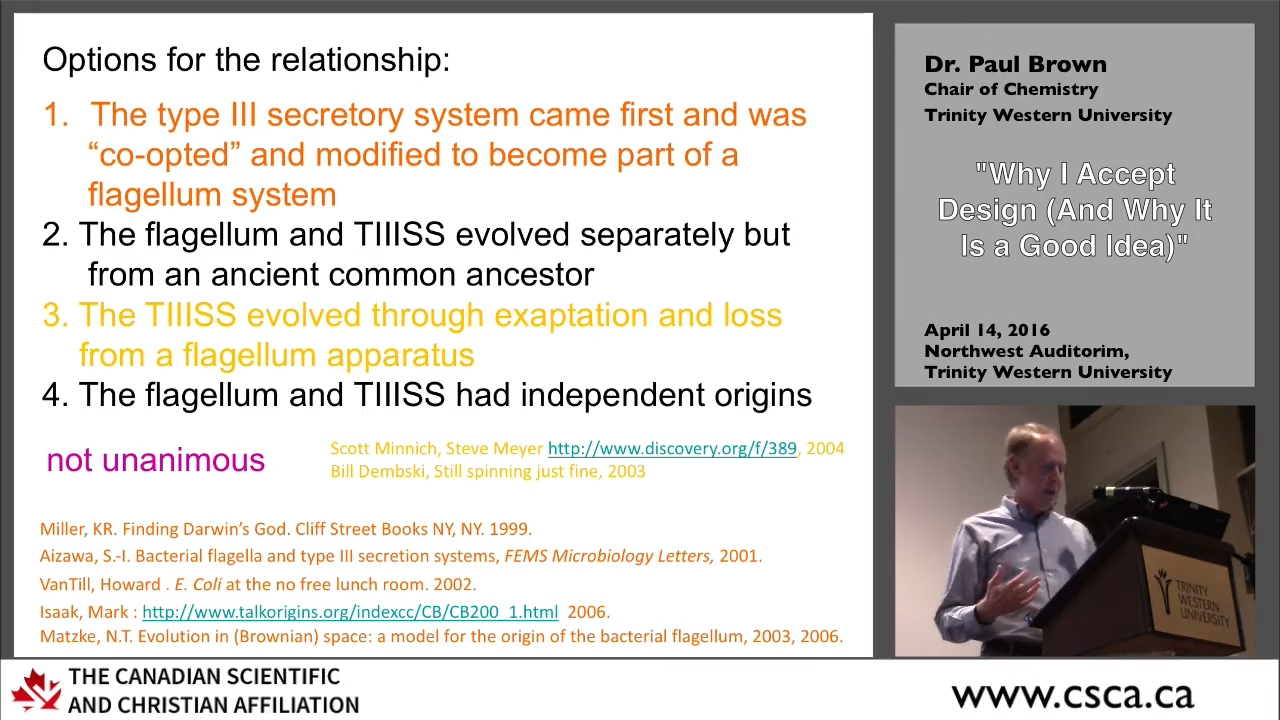 Options for the relationship:
1. The type III secretory system came first and was
“co-opted” and modified to become part of a
flagellum system
2. The flagellum and TIIISS evolved separately but
from an ancient common ancestor
3. The TIIISS evolved through exaptation and loss
from a flagellum apparatus
4. The flagellum and TIIISS had independent origins
not unanimous
Scott Minnich, Steve Meyer http://www.discovery.org/f/389, 2004
Bill Dembski, Still spinning just fine, 2003
Miller, KR. Finding Darwin’s God. Cliff Street Books NY, NY. 1999.
Aizawa, S.-I. Bacterial flagella and type III secretion systems, FEMS Microbiology Letters, 2001.
VanTill, Howard . E. Coli at the no free lunch room. 2002.
Isaak, Mark : http://www.talkorigins.org/indexcc/CB/CB200_1.html 2006.
Matzke, N.T. Evolution in (Brownian) space: a model for the origin of the bacterial flagellum, 2003, 2006.
Dr. Paul Brown
Chair of Chemistry
Trinity Western University
"Why I Accept
Design (And Why It
Is a Good Idea)"
April 14, 2016
Northwest Auditorim,
Trinity Western University
TRINITY
WESTERN
UNIVERSITY
THE CANADIAN SCIENTIFIC
AND CHRISTIAN AFFILIATION
www.csca.ca